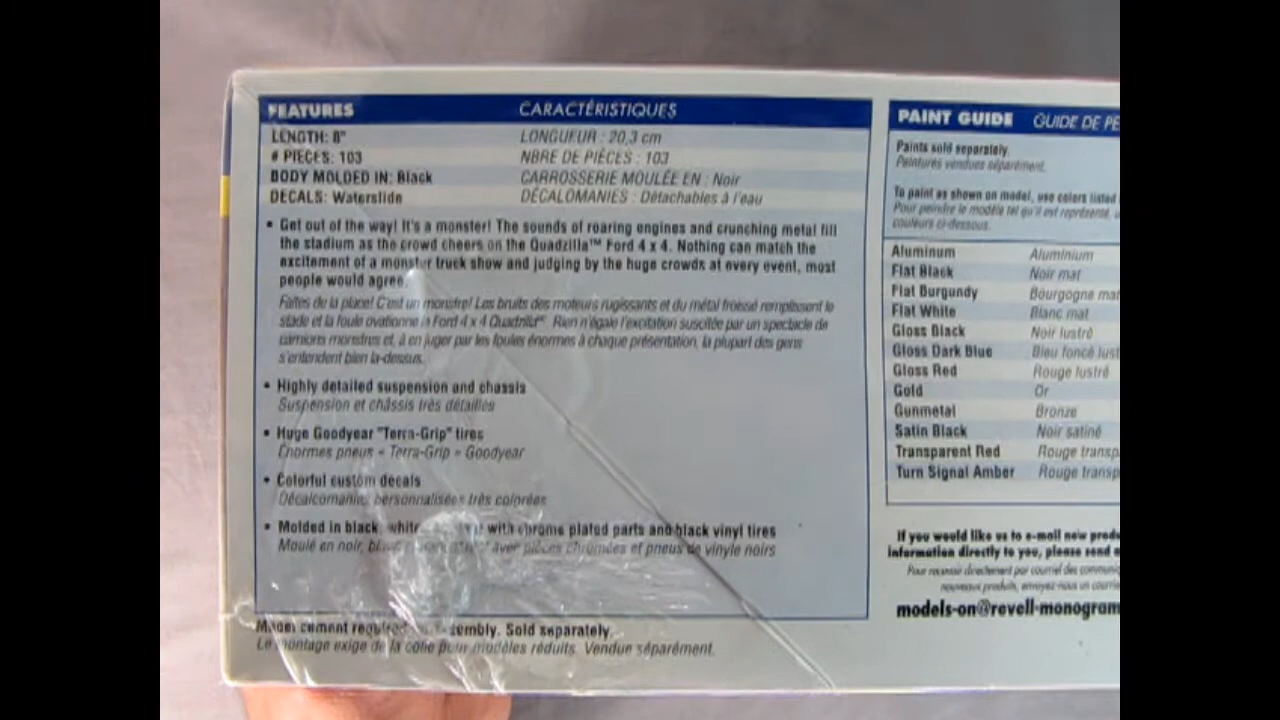 FEATURES CARACTÉRISTIQUES
LENGTH: 8" LONGUEUR : 20,3 cm
# PIECES: 103 NBRE DE PIÈCES : 103
BODY MOLDED IN: Black CARROSSERIE MOULÉE EN : Noir
DECALS: Waterslide DÉCALOMANIES : Détachables à l'eau
• Get out of the way! It's a monster! The sounds of roaring engines and crunching metal fill
the stadium as the crowd cheers on the Quadzilla™ Ford 4 x 4. Nothing can match the
excitement of a monster truck show and judging by the huge crowds at every event, most
people would agree.
Faites de la place! C'est un monstre! Les bruits des moteurs rugissants et du métal froissé remplissent le
stade et la foule ovationne la Ford 4 x 4 Quadzilla. Rien n'égale l'excitation suscitée par un spectacle de
camions monstres et, à en juger par les foules énormes à chaque présentation, la plupart des gens
s'entendent bien la-dessus.
• Highly detailed suspension and chassis
Suspension et châssis très détaillés
• Huge Goodyear "Terra-Grip" tires
Énormes pneus « Terra-Grip » Goodyear
• Colorful custom decals
Décalcomanies personnalisées très colorées
• Molded in black, white with chrome plated parts and black vinyl tires
Moulé en noir, avec pièces chromées et pneus de vinyle noirs
Model cement required Sold separately.
Le montage exige de la colle pour modèles réduits. Vendue séparément.
PAINT GUIDE GUIDE DE PE
Paints sold separately.
Peintures vendues séparément.
To paint as shown on model, use colors listed
Pour peindre le modèle tel qu'il est représenté,
couleurs ci-dessous.
Aluminum Aluminium
Flat Black Noir mat
Flat Burgundy Bourgogne mat
Flat White Blanc mat
Gloss Black Noir lustré
Gloss Dark Blue Bleu foncé lust
Gloss Red Rouge lustré
Gold Or
Gunmetal Bronze
Satin Black Noir satiné
Transparent Red Rouge transp
Turn Signal Amber Rouge transp
If you would like us to e-mail new produ
information directly to you, please send
Pour recevoir directement par courriel des communiq
nouveaux produits, envoyez-nous un courrie
models-on@revell-monogram